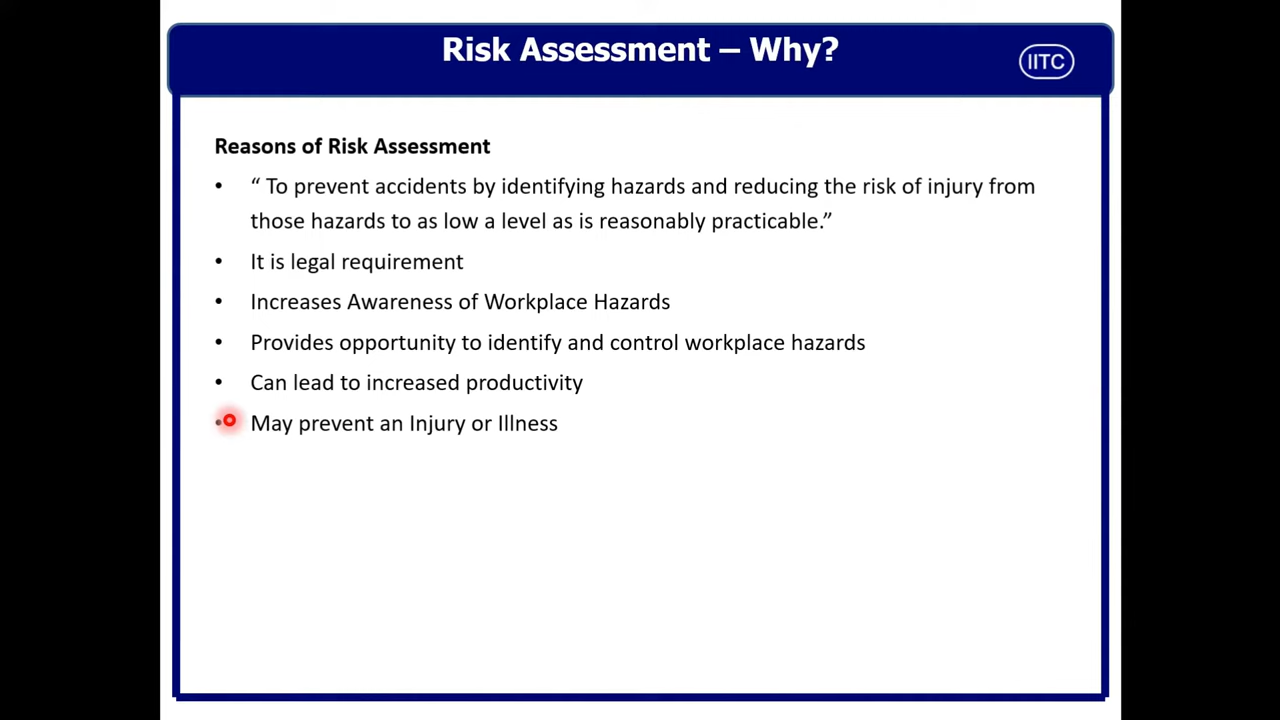 Risk Assessment – Why?
IITC
Reasons of Risk Assessment
• “ To prevent accidents by identifying hazards and reducing the risk of injury from
those hazards to as low a level as is reasonably practicable.”
• It is legal requirement
• Increases Awareness of Workplace Hazards
• Provides opportunity to identify and control workplace hazards
• Can lead to increased productivity
• May prevent an Injury or Illness